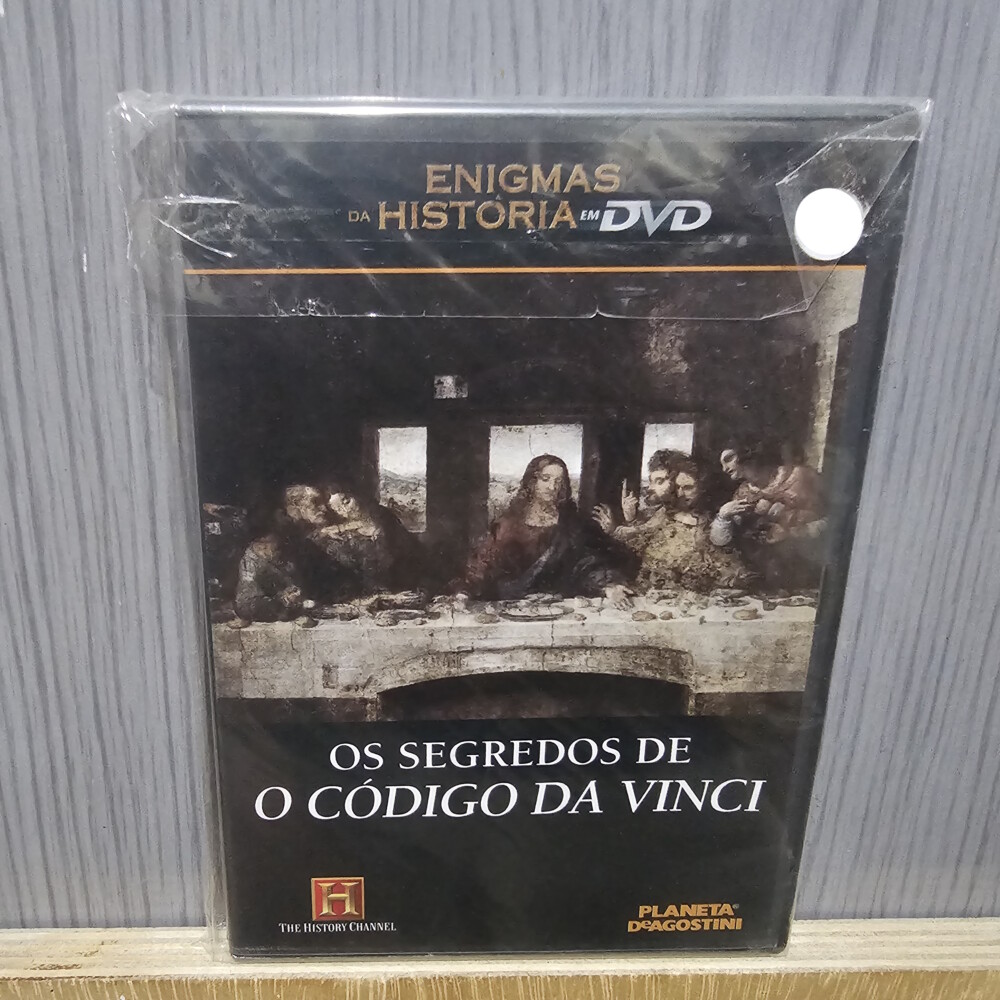 ENIGMAS
DA HISTÓRIA EM DVD
OS SEGREDOS DE
O CÓDIGO DA VINCI
H
THE HISTORY CHANNEL
PLANETA®
DeAGOSTINI